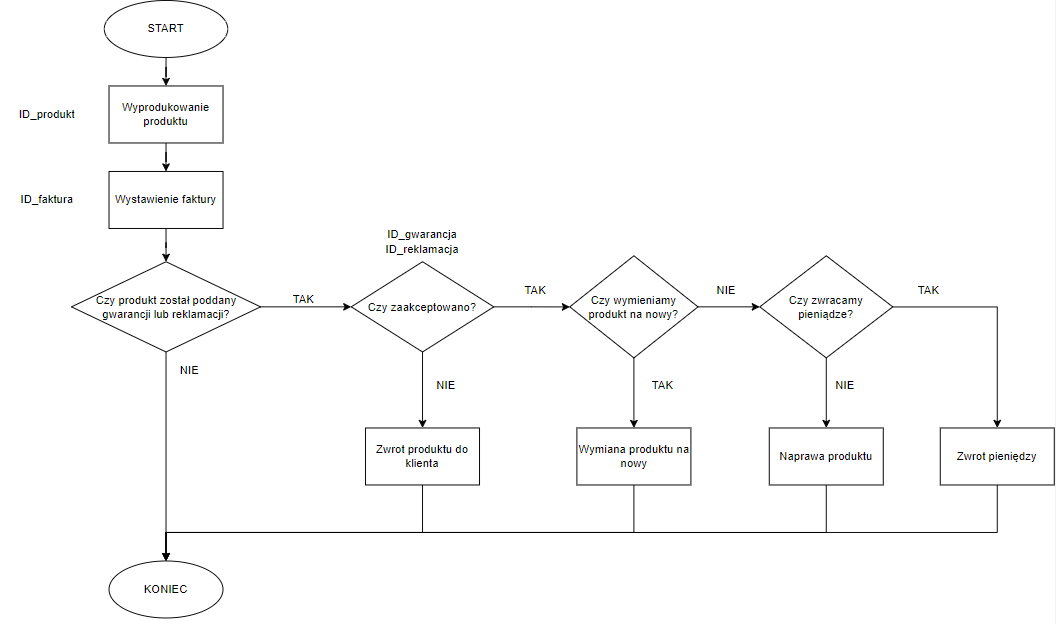 START
ID_produkt
Wyprodukowanie
produktu
ID_faktura
Wystawienie faktury
ID_gwarancja
ID_reklamacja
Czy produkt został poddany
gwarancji lub reklamacji?
TAK
Czy zaakceptowano?
TAK
Czy wymieniamy
produkt na nowy?
NIE
Czy zwracamy
pieniądze?
TAK
NIE
NIE
TAK
NIE
Zwrot produktu do
klienta
Wymiana produktu na
nowy
Naprawa produktu
Zwrot pieniędzy
KONIEC